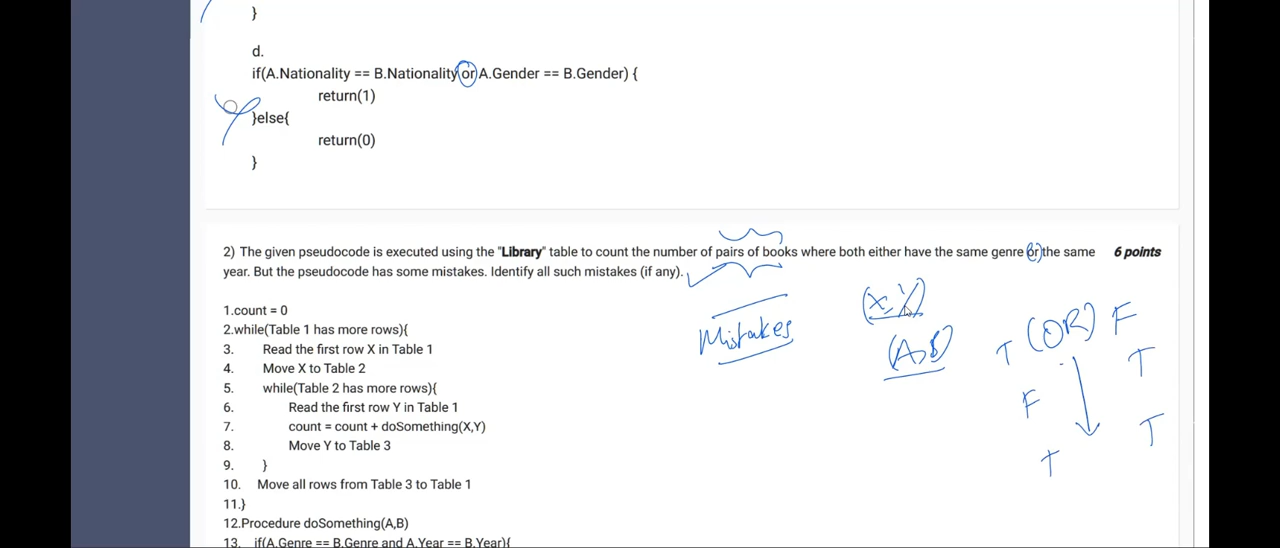 }
d.
if(A.Nationality == B.Nationality or A.Gender == B.Gender) {
return(1)
}else{
return(0)
}
2) The given pseudocode is executed using the "Library" table to count the number of pairs of books where both either have the same genre or the same 6 points
year. But the pseudocode has some mistakes. Identify all such mistakes (if any).
1.count = 0
2.while(Table 1 has more rows){
3. Read the first row X in Table 1
4. Move X to Table 2
5. while(Table 2 has more rows){
6. Read the first row Y in Table 1
7. count = count + doSomething(X,Y)
8. Move Y to Table 3
9. }
10. Move all rows from Table 3 to Table 1
11.}
12.Procedure doSomething(A,B)
13. if(A.Genre == B.Genre and A.Year == B.Year){
Mistakes
(X,Y)
(A,B)
T (OR) F
T
F
T
T